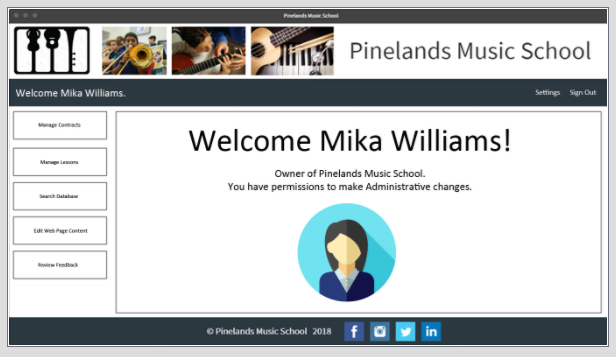 Pinelands Music School
Pinelands Music School
Welcome Mika Williams.
Settings Sign Out
Manage Contracts
Manage Lessons
Search Database
Edit Web Page Content
Review Feedback
Welcome Mika Williams!
Owner of Pinelands Music School.
You have permissions to make Administrative changes.
© Pinelands Music School 2018